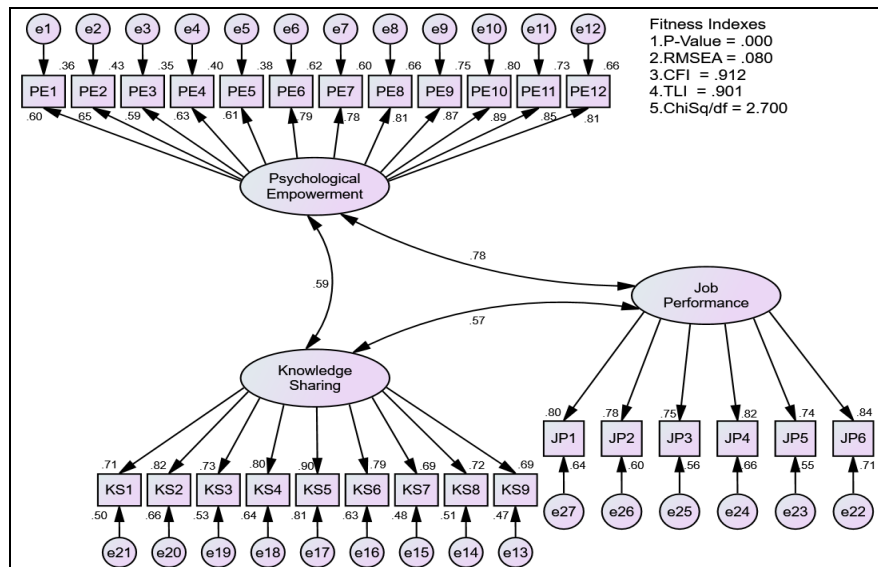 e1 e2 e3 e4 e5 e6 e7 e8 e9 e10 e11 e12
.36 .43 .35 .40 .38 .62 .60 .66 .75 .80 .73 .66
PE1 PE2 PE3 PE4 PE5 PE6 PE7 PE8 PE9 PE10 PE11 PE12
.60 .65 .59 .63 .61 .79 .78 .81 .87 .89 .85 .81
Fitness Indexes
1.P-Value = .000
2.RMSEA = .080
3.CFI = .912
4.TLI = .901
5.ChiSq/df = 2.700
Psychological
Empowerment
.78
.59
.57
Job
Performance
Knowledge
Sharing
.80 .78 .75 .82 .74 .84
JP1 JP2 JP3 JP4 JP5 JP6
.64 .60 .56 .66 .55 .71
e27 e26 e25 e24 e23 e22
.71 .82 .73 .80 .90 .79 .69 .72 .69
KS1 KS2 KS3 KS4 KS5 KS6 KS7 KS8 KS9
.50 .66 .53 .64 .81 .63 .48 .51 .47
e21 e20 e19 e18 e17 e16 e15 e14 e13